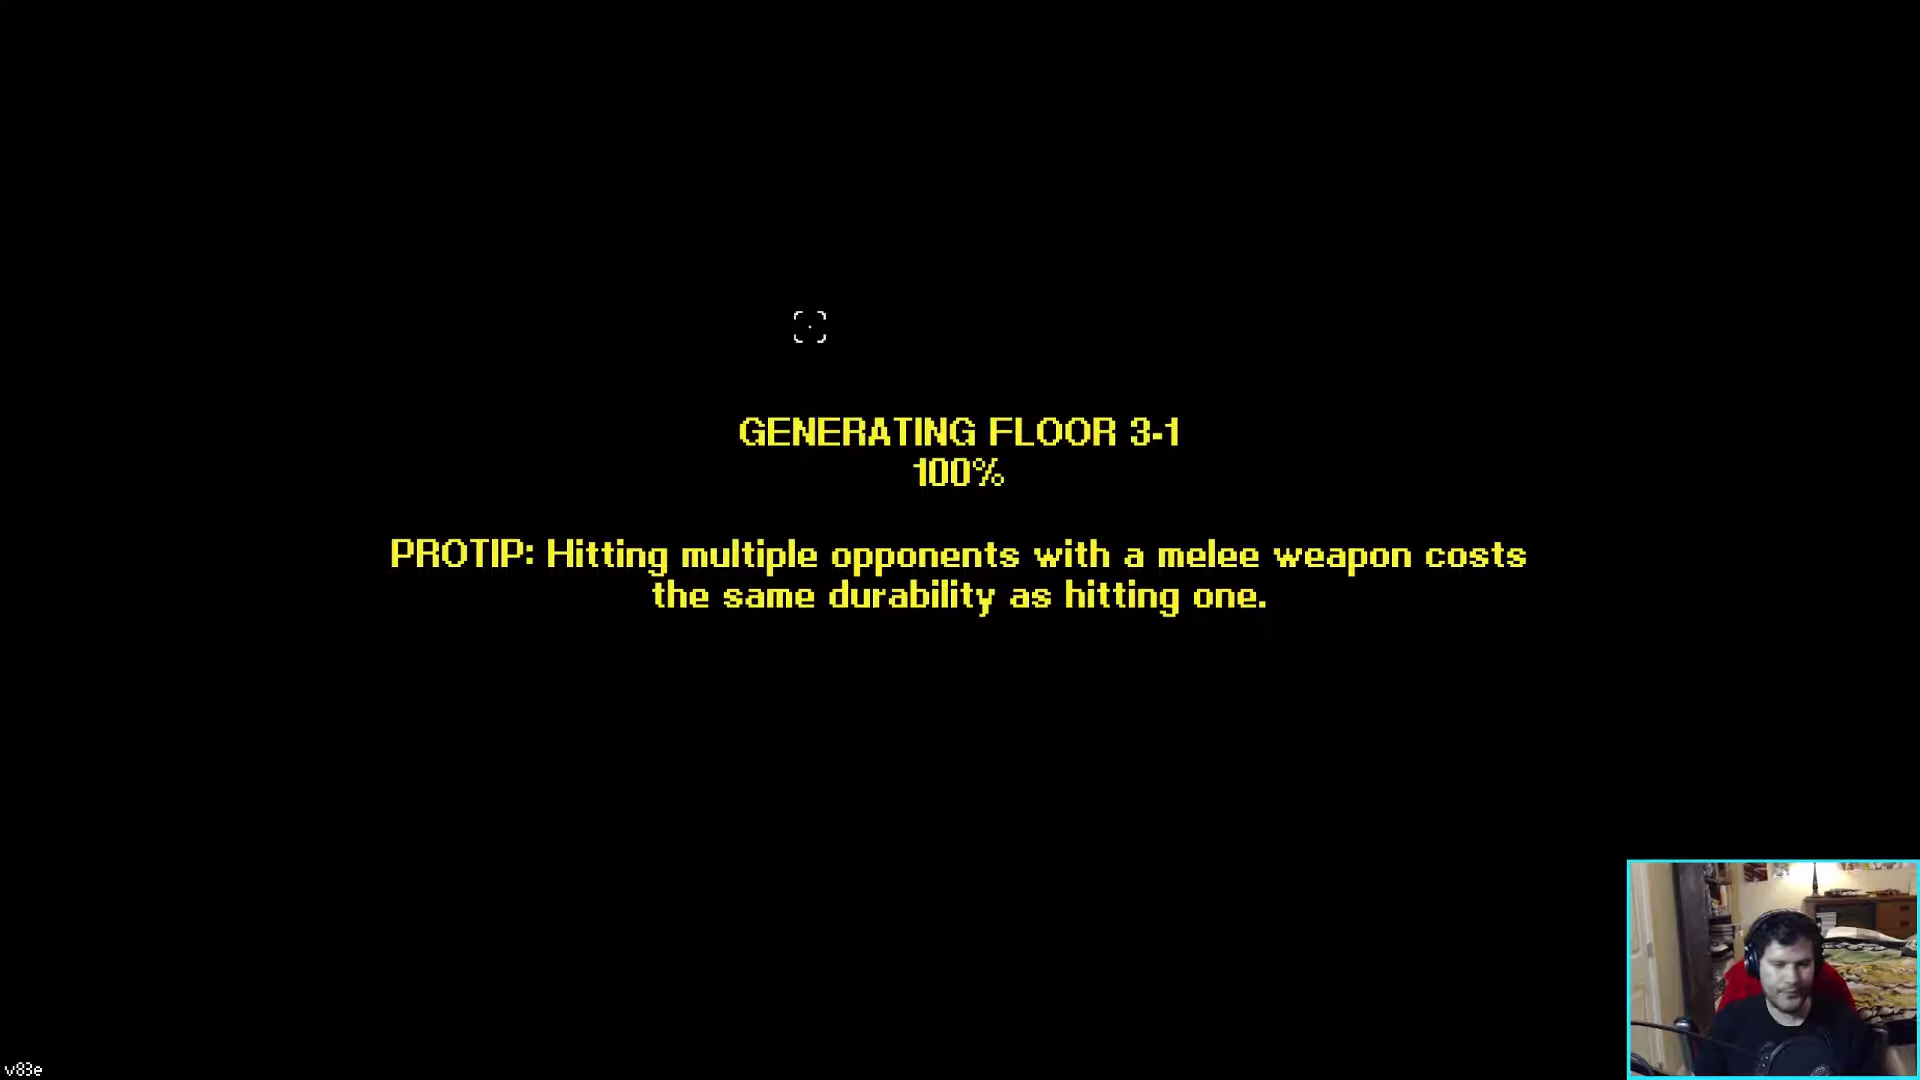 GENERATING FLOOR 3-1
100%
PROTIP: Hitting multiple opponents with a melee weapon costs
the same durability as hitting one.
v83e